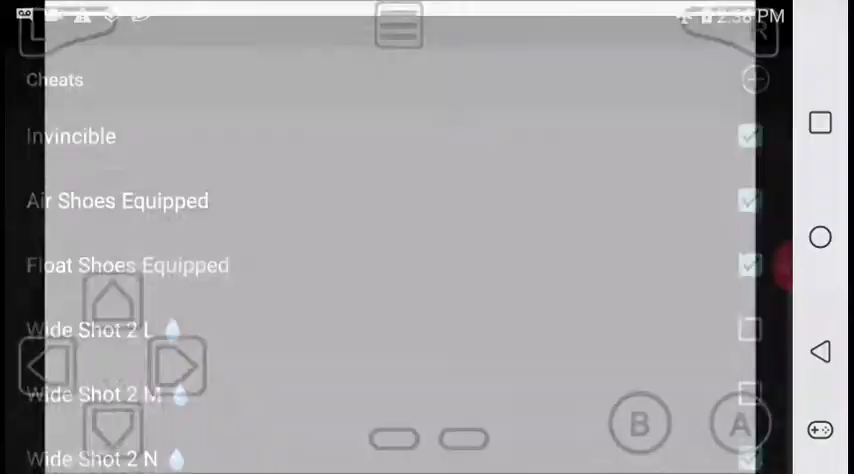 L 2:36 PM R
Cheats
Invincible
Air Shoes Equipped
Float Shoes Equipped
Wide Shot 2 L 💧
Wide Shot 2 M 💧
B A
Wide Shot 2 N 💧